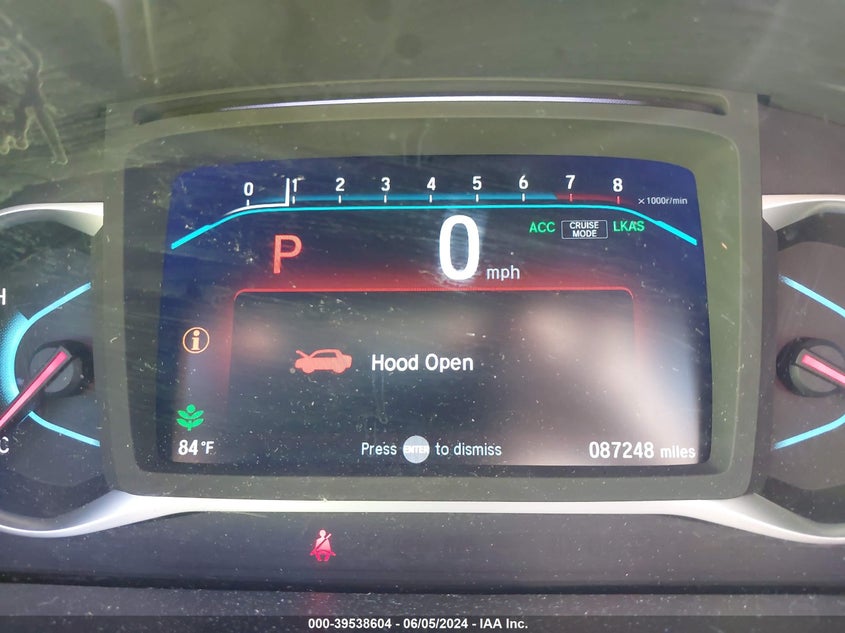 0 1 2 3 4 5 6 7 8
x1000r/min
P 0 mph
ACC CRUISE MODE LKAS
H
i
Hood Open
C
84°F
Press ENTER to dismiss
087248 miles
000-39538604 - 06/05/2024 - IAA Inc.